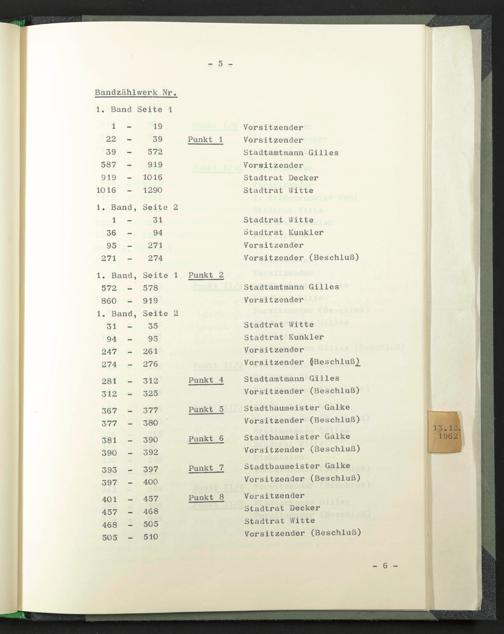 - 5 -
Bandzählwerk Nr.
1. Band Seite 1
1 - 19 Vorsitzender
22 - 39 Punkt 1 Vorsitzender
39 - 572 Stadtamtmann Gilles
587 - 919 Vorsitzender
919 - 1016 Stadtrat Decker
1016 - 1290 Stadtrat Witte
1. Band, Seite 2
1 - 31 Stadtrat Witte
36 - 94 Stadtrat Kunkler
95 - 271 Vorsitzender
271 - 274 Vorsitzender (Beschluß)
1. Band, Seite 1 Punkt 2
572 - 578 Stadtamtmann Gilles
860 - 919 Vorsitzender
1. Band, Seite 2
31 - 35 Stadtrat Witte
94 - 95 Stadtrat Kunkler
247 - 261 Vorsitzender
274 - 276 Vorsitzender (Beschluß)
281 - 312 Punkt 4 Stadtamtmann Gilles
312 - 325 Vorsitzender (Beschluß)
367 - 377 Punkt 5 Stadtbaumeister Galke
377 - 380 Vorsitzender (Beschluß)
381 - 390 Punkt 6 Stadtbaumeister Galke
390 - 392 Vorsitzender (Beschluß)
393 - 397 Punkt 7 Stadtbaumeister Galke
397 - 400 Vorsitzender (Beschluß)
401 - 457 Punkt 8 Vorsitzender
457 - 468 Stadtrat Decker
468 - 505 Stadtrat Witte
505 - 510 Vorsitzender (Beschluß)
- 6 -
13.12.
1962